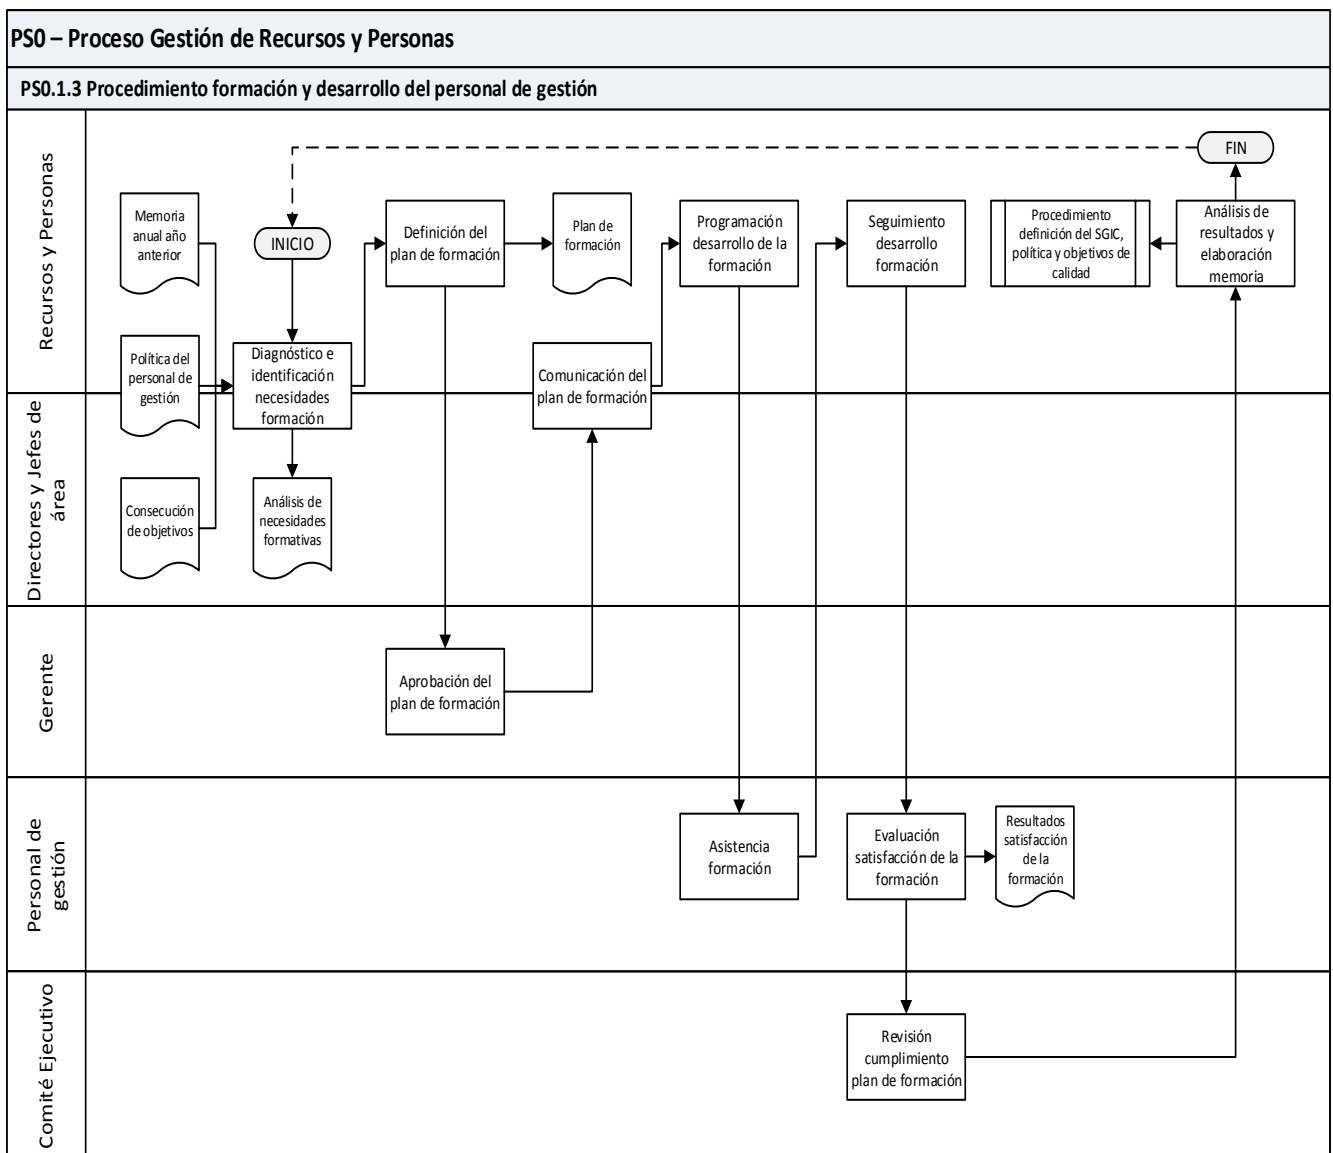 PS0 – Proceso Gestión de Recursos y Personas
PS0.1.3 Procedimiento formación y desarrollo del personal de gestión
Recursos y Personas
Memoria
anual año
anterior
INICIO
Definición del
plan de formación
Plan de
formación
Programación
desarrollo de la
formación
Seguimiento
desarrollo
formación
Procedimiento
definición del SGIC,
política y objetivos de
calidad
FIN
Análisis de
resultados y
elaboración
memoria
Política del
personal de
gestión
Diagnóstico e
identificación
necesidades
formación
Comunicación del
plan de formación
Directores y Jefes de
área
Consecución
de objetivos
Análisis de
necesidades
formativas
Gerente
Aprobación del
plan de formación
Personal de
gestión
Asistencia
formación
Evaluación
satisfacción de la
formación
Resultados
satisfacción
de la
formación
Comité Ejecutivo
Revisión
cumplimiento
plan de formación